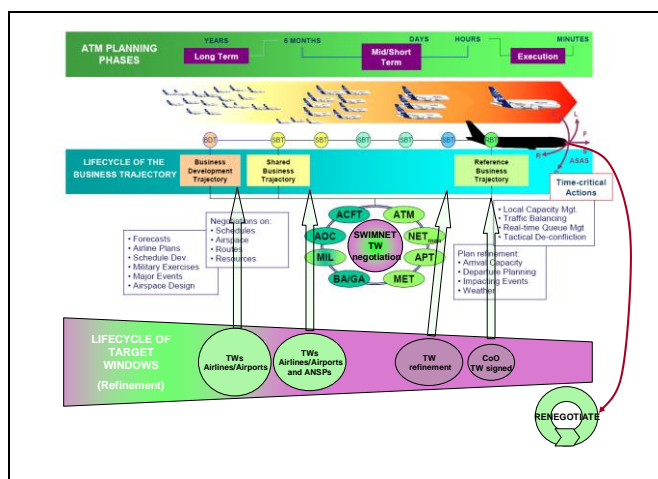 ATM PLANNING
PHASES
YEARS
6 MONTHS
DAYS
HOURS
MINUTES
Long Term
Mid/Short
Term
Execution
BDT
SBT
SBT
SBT
SBT
SBT
RBT
L
F
R
ASAS
LIFECYCLE OF THE
BUSINESS TRAJECTORY
Business
Development
Trajectory
Shared
Business
Trajectory
Reference
Business
Trajectory
Time-critical
Actions
• Forecasts
• Airline Plans
• Schedule Dev.
• Military Exercises
• Major Events
• Airspace Design
Negotiations on:
• Schedules
• Airspace
• Routes
• Resources
ACFT
ATM
AOC
NET
MIL
APT
BA/GA
MET
SWIMNET
TW
negotiation
• Local Capacity Mgt.
• Traffic Balancing
• Real-time Queue Mgt
• Tactical De-confliction
Plan refinement:
• Arrival Capacity
• Departure Planning
• Impacting Events
• Weather
LIFECYCLE OF
TARGET
WINDOWS
(Refinement)
TWs
Airlines/Airports
TWs
Airlines/Airports
and ANSPs
TW
refinement
CoO
TW signed
RENEGOTIATE